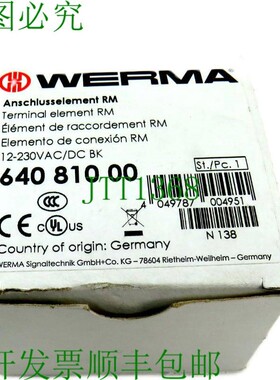 图必究
WERMA
Anschlusselement RM
Terminal element RM
Élément de raccordement RM
Elemento de conexión RM
12-230VAC/DC BK
640 810 00
St./Pc. 1
4 049787 004951
N 138
Country of origin: Germany
WERMA Signaltechnik GmbH+Co. KG - 78604 Rietheim-Weilheim - Germany
开发票顺丰包邮